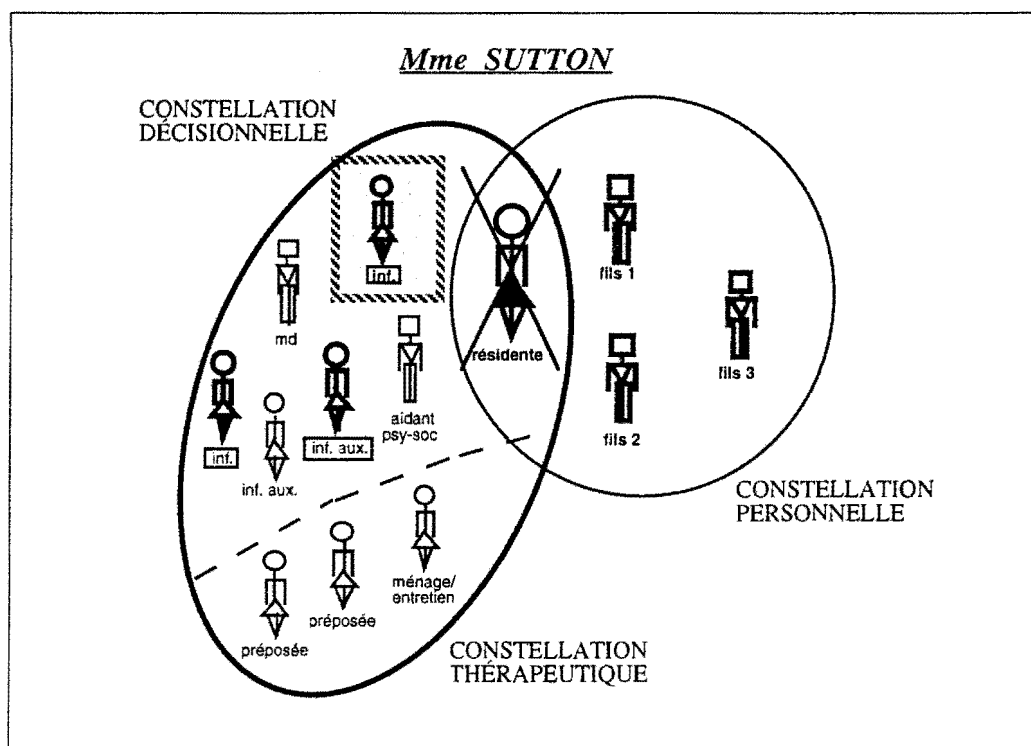 Mme SUTTON
CONSTELLATION
DÉCISIONNELLE
inf.
md
résidente
fils 1
fils 3
aidant
psy-soc
fils 2
inf.
inf. aux.
inf. aux.
ménage/
entretien
préposée
préposée
CONSTELLATION
PERSONNELLE
CONSTELLATION
THÉRAPEUTIQUE